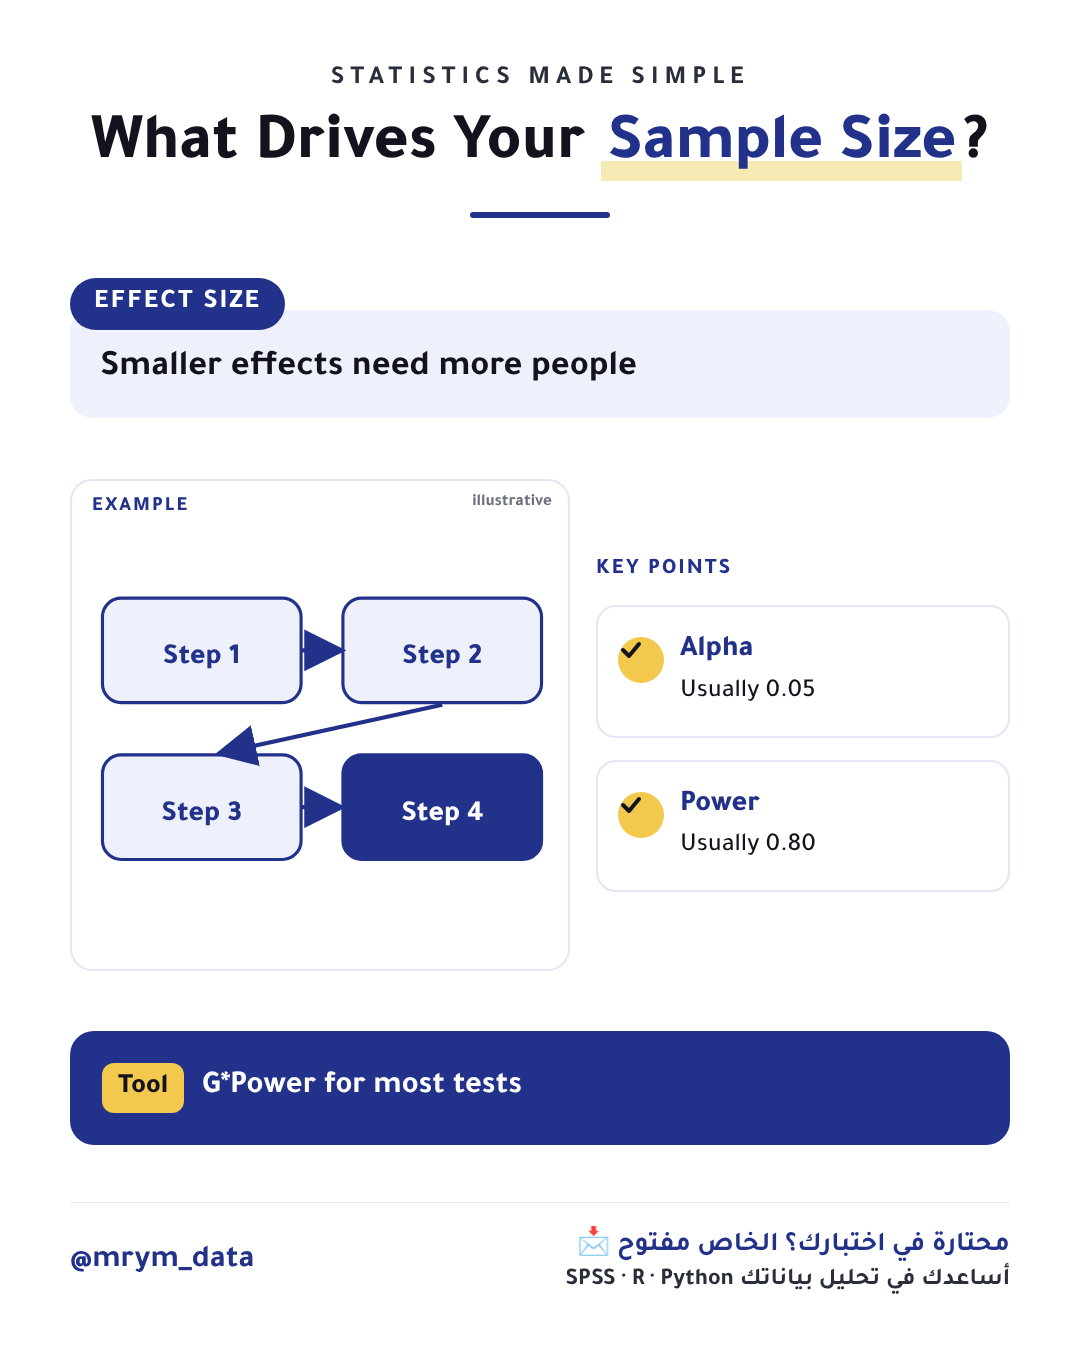 STATISTICS MADE SIMPLE
What Drives Your Sample Size?
EFFECT SIZE
Smaller effects need more people
EXAMPLE
illustrative
Step 1
Step 2
Step 3
Step 4
KEY POINTS
Alpha
Usually 0.05
Power
Usually 0.80
Tool
G*Power for most tests
@mrym_data
محتارة في اختبارك؟ الخاص مفتوح 📩
أساعدك في تحليل بياناتك SPSS · R · Python